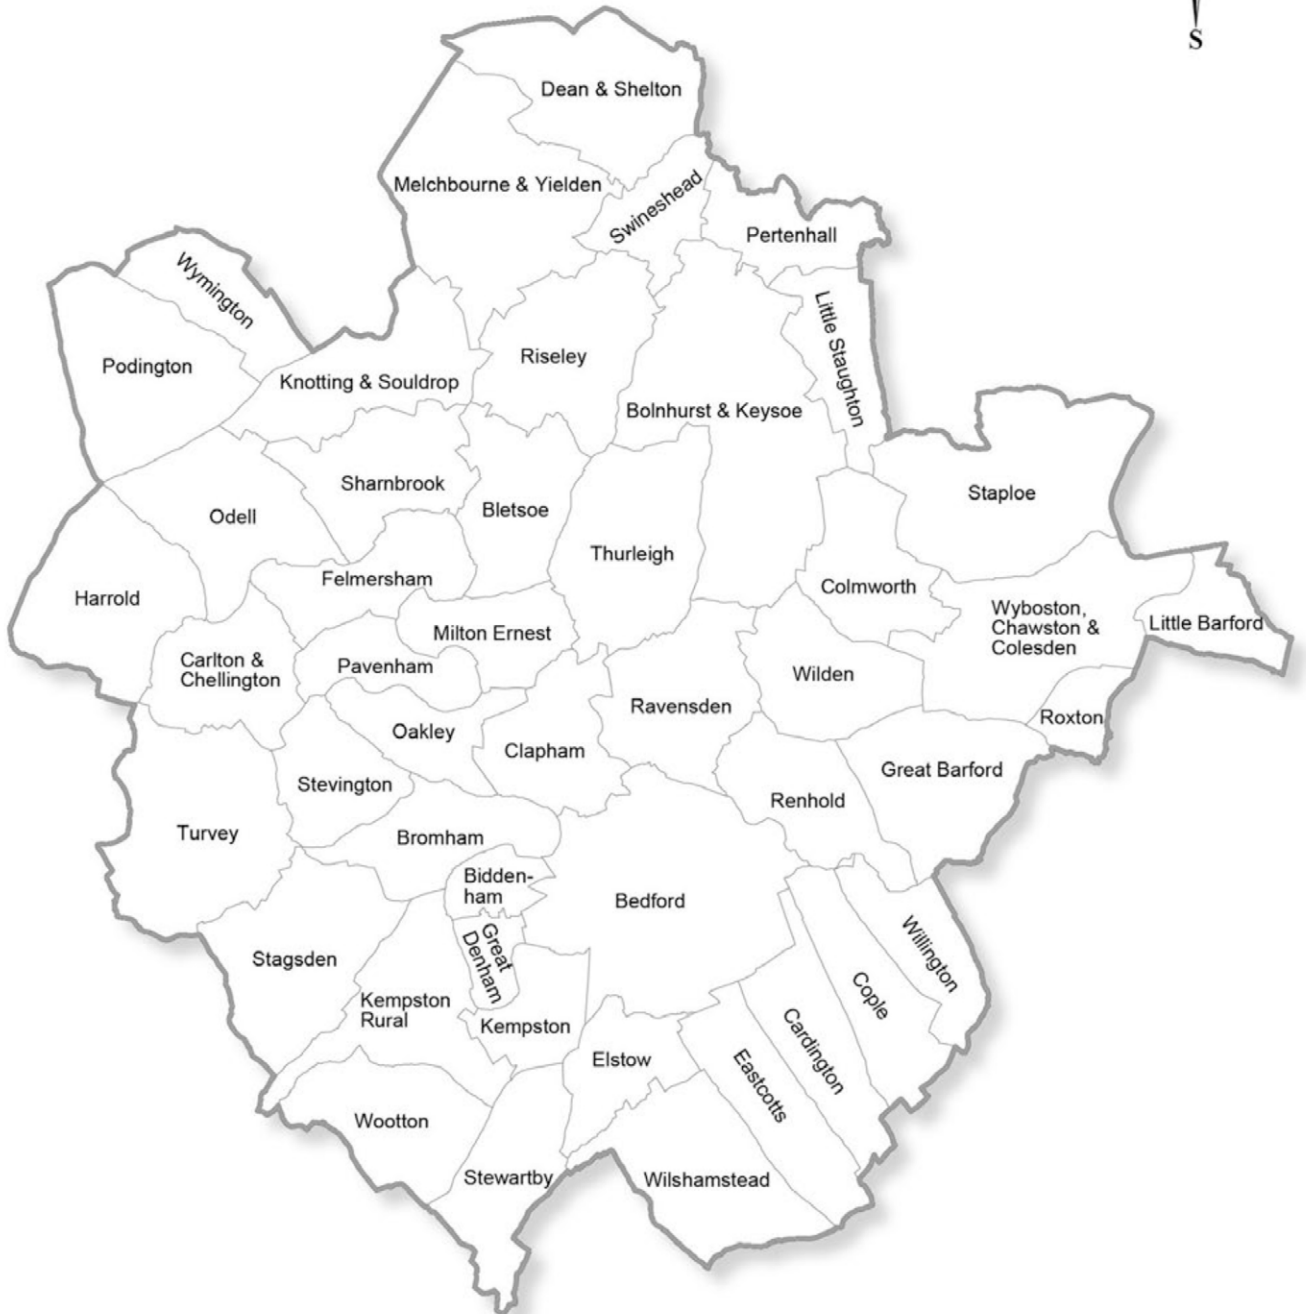 S
Dean & Shelton
Melchbourne & Yielden
Swineshead
Pertenhall
Wymington
Little Staughton
Podington
Riseley
Knotting & Souldrop
Bolnhurst & Keysoe
Sharnbrook
Staploe
Odell
Bletsoe
Thurleigh
Felmersham
Colmworth
Harrold
Wyboston,
Chawston &
Colesden
Little Barford
Milton Ernest
Carlton &
Chellington
Pavenham
Wilden
Ravensden
Roxton
Oakley
Clapham
Great Barford
Stevington
Renhold
Turvey
Bromham
Bidden-
ham
Bedford
Great
Denham
Willington
Stagsden
Cople
Kempston
Rural
Kempston
Cardington
Elstow
Eastcotts
Wootton
Stewartby
Wilshamstead